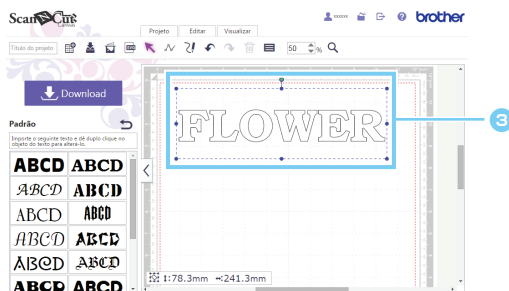 ScanNCut
Canvas
xxxxxx
brother
Projeto Editar Visualizar
Título do projeto
50 %
Download
Padrão
Importe o seguinte texto e dê duplo clique no
objeto do texto para alterá-lo.
ABCD ABCD
ABCD ABCD
ABCD ABCD
ABCD ABCD
ABCD ABCD
ABCD ABCD
FLOWER
3
78.3mm 241.3mm